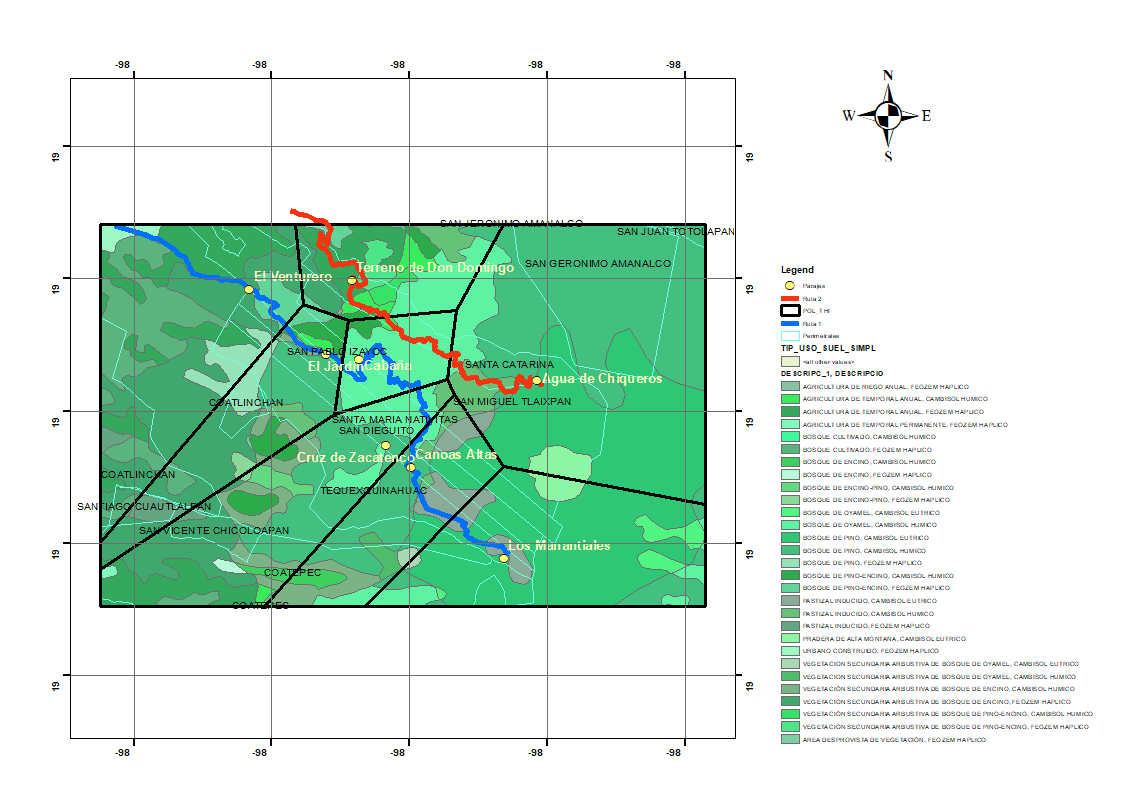 -98 -98 -98 -98 -98
N
W E
S
19 19
SAN JERONIMO AMANALCO
SAN JUAN TOTOLAPAN
SAN GERONIMO AMANALCO
Terreno de Don Domingo
El Venturero
19 19
Legend
Parajes
Ruta 2
POL_THI
Ruta 1
Perimetrales
TIP_USO_SUEL_SIMPL
<all other values>
DESCRIPC_1, DESCRIPCIO
AGRICULTURA DE RIEGO ANUAL, FEOZEM HAPLICO
AGRICULTURA DE TEMPORAL ANUAL, CAMBISOL HUMICO
AGRICULTURA DE TEMPORAL ANUAL, FEOZEM HAPLICO
AGRICULTURA DE TEMPORAL PERMANENTE, FEOZEM HAPLICO
BOSQUE CULTIVADO, CAMBISOL HUMICO
BOSQUE CULTIVADO, FEOZEM HAPLICO
BOSQUE DE ENCINO, CAMBISOL HUMICO
BOSQUE DE ENCINO, FEOZEM HAPLICO
BOSQUE DE ENCINO-PINO, CAMBISOL HUMICO
BOSQUE DE ENCINO-PINO, FEOZEM HAPLICO
BOSQUE DE OYAMEL, CAMBISOL EUTRICO
BOSQUE DE OYAMEL, CAMBISOL HUMICO
BOSQUE DE PINO, CAMBISOL EUTRICO
BOSQUE DE PINO, CAMBISOL HUMICO
BOSQUE DE PINO, FEOZEM HAPLICO
BOSQUE DE PINO-ENCINO, CAMBISOL HUMICO
BOSQUE DE PINO-ENCINO, FEOZEM HAPLICO
PASTIZAL INDUCIDO, CAMBISOL EUTRICO
PASTIZAL INDUCIDO, CAMBISOL HUMICO
PASTIZAL INDUCIDO, FEOZEM HAPLICO
PRADERA DE ALTA MONTAÑA, CAMBISOL EUTRICO
URBANO CONSTRUIDO, FEOZEM HAPLICO
VEGETACIÓN SECUNDARIA ARBUSTIVA DE BOSQUE DE OYAMEL, CAMBISOL EUTRICO
VEGETACIÓN SECUNDARIA ARBUSTIVA DE BOSQUE DE OYAMEL, CAMBISOL HUMICO
VEGETACIÓN SECUNDARIA ARBUSTIVA DE BOSQUE DE ENCINO, CAMBISOL HUMICO
VEGETACIÓN SECUNDARIA ARBUSTIVA DE BOSQUE DE ENCINO, FEOZEM HAPLICO
VEGETACIÓN SECUNDARIA ARBUSTIVA DE BOSQUE DE PINO-ENCINO, CAMBISOL HUMICO
VEGETACIÓN SECUNDARIA ARBUSTIVA DE BOSQUE DE PINO-ENCINO, FEOZEM HAPLICO
ÁREA DESPROVISTA DE VEGETACIÓN, FEOZEM HAPLICO
SAN PABLO IZAYOC
El Jardín Cabaña
SANTA CATARINA
Agua de Chiqueros
COATLINCHAN
SAN MIGUEL TLAIXPAN
19 19
SANTA MARIA NATIVITAS
SAN DIEGUITO
Cruz de Zacatenco Canoas Altas
COATLINCHAN
TEQUEXQUINAHUAC
SANTIAGO CUAUTLALPAN
SAN VICENTE CHICOLOAPAN
19 19
Los Manantiales
COATEPEC
COATEPEC
19 19
-98 -98 -98 -98 -98